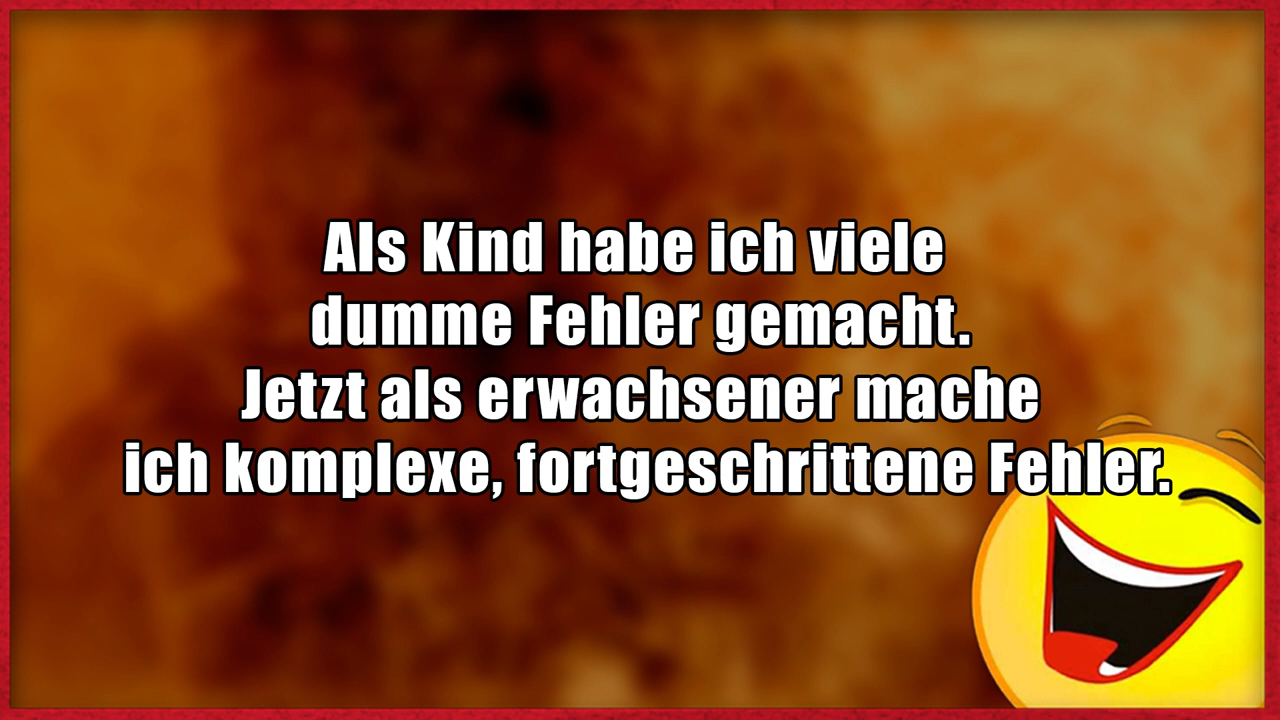 Als Kind habe ich viele
dumme Fehler gemacht.
Jetzt als erwachsener mache
ich komplexe, fortgeschrittene Fehler.